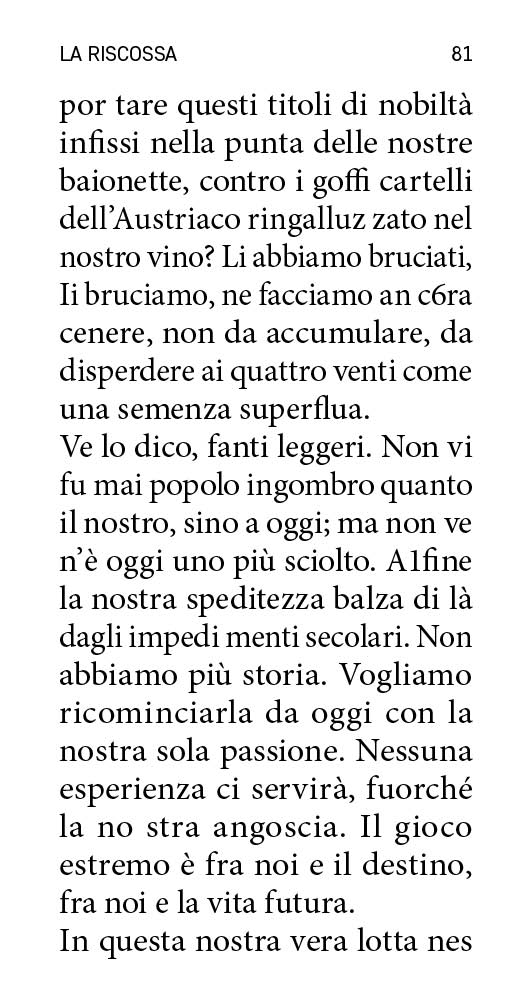 LA RISCOSSA 81
por tare questi titoli di nobiltà
infissi nella punta delle nostre
baionette, contro i goffi cartelli
dell’Austriaco ringalluz zato nel
nostro vino? Li abbiamo bruciati,
Ii bruciamo, ne facciamo an c6ra
cenere, non da accumulare, da
disperdere ai quattro venti come
una semenza superflua.
Ve lo dico, fanti leggeri. Non vi
fu mai popolo ingombro quanto
il nostro, sino a oggi; ma non ve
n’è oggi uno più sciolto. A1fine
la nostra speditezza balza di là
dagli impedi menti secolari. Non
abbiamo più storia. Vogliamo
ricominciarla da oggi con la
nostra sola passione. Nessuna
esperienza ci servirà, fuorché
la no stra angoscia. Il gioco
estremo è fra noi e il destino,
fra noi e la vita futura.
In questa nostra vera lotta nes